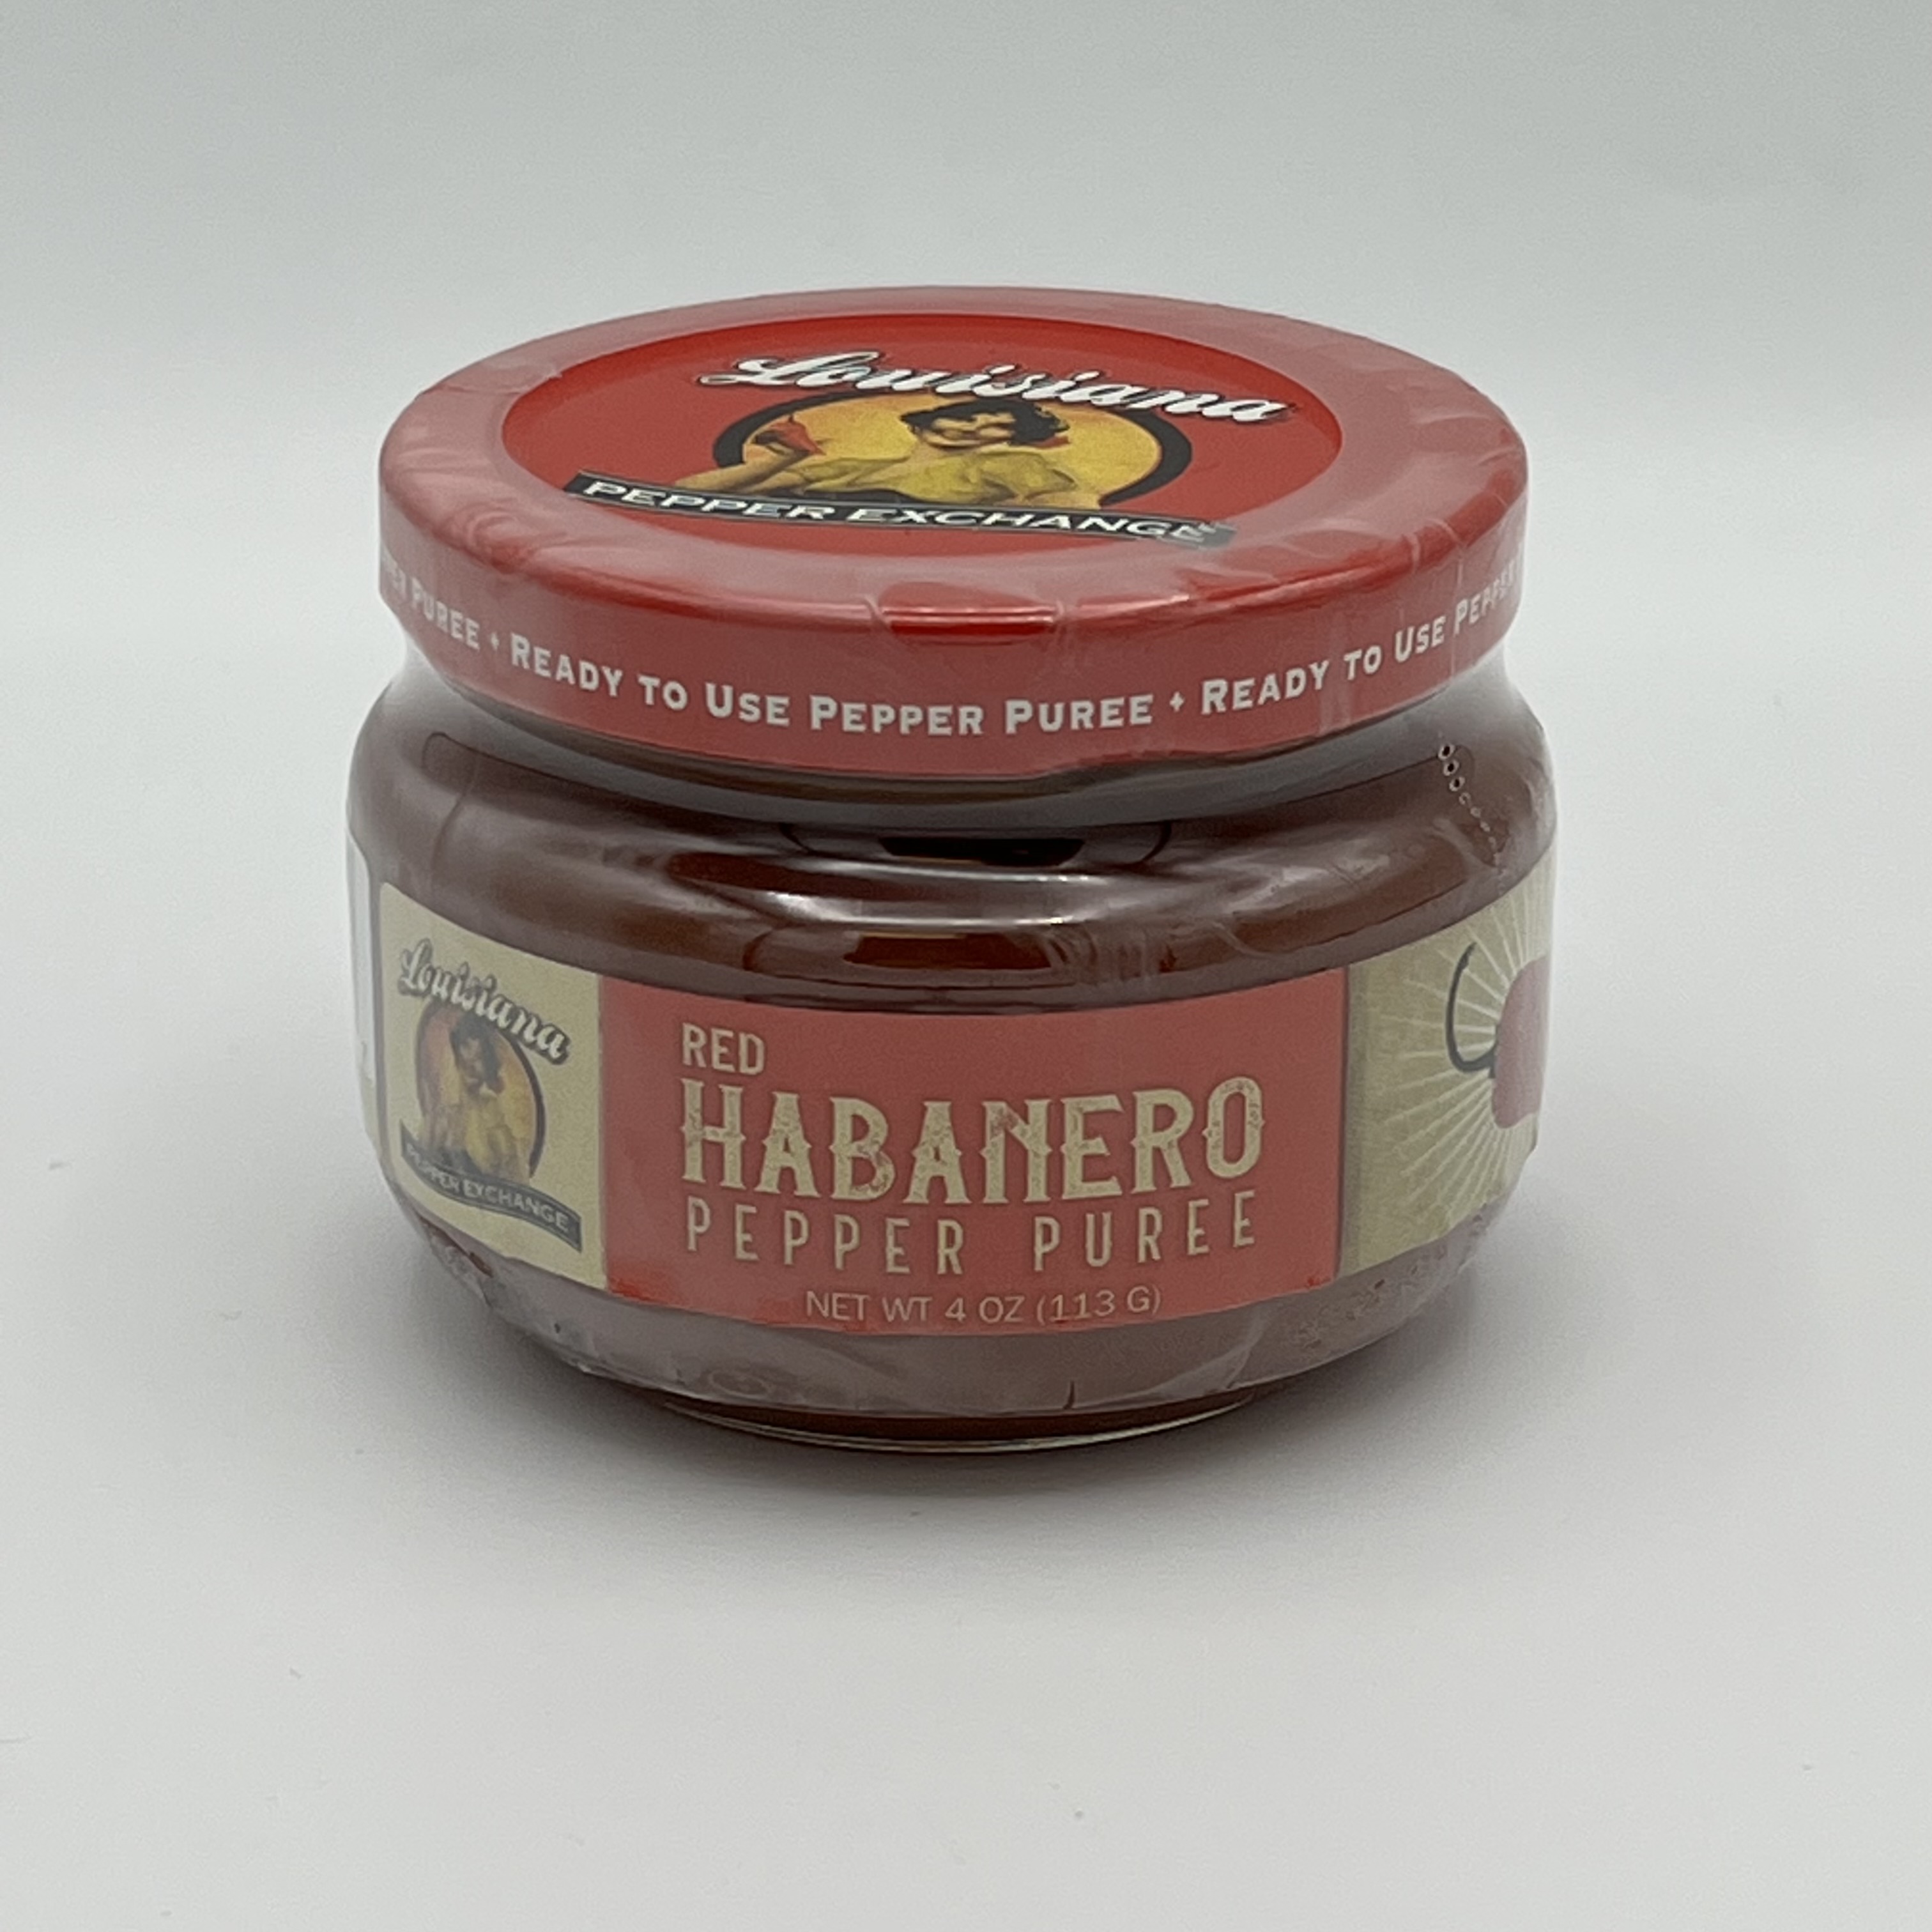 Louisiana
PEPPER EXCHANGE
PUREE + READY TO USE PEPPER PUREE + READY TO USE PEPPER
Louisiana
PEPPER EXCHANGE
RED
HABANERO
PEPPER PUREE
NET WT 4 OZ (113 G)